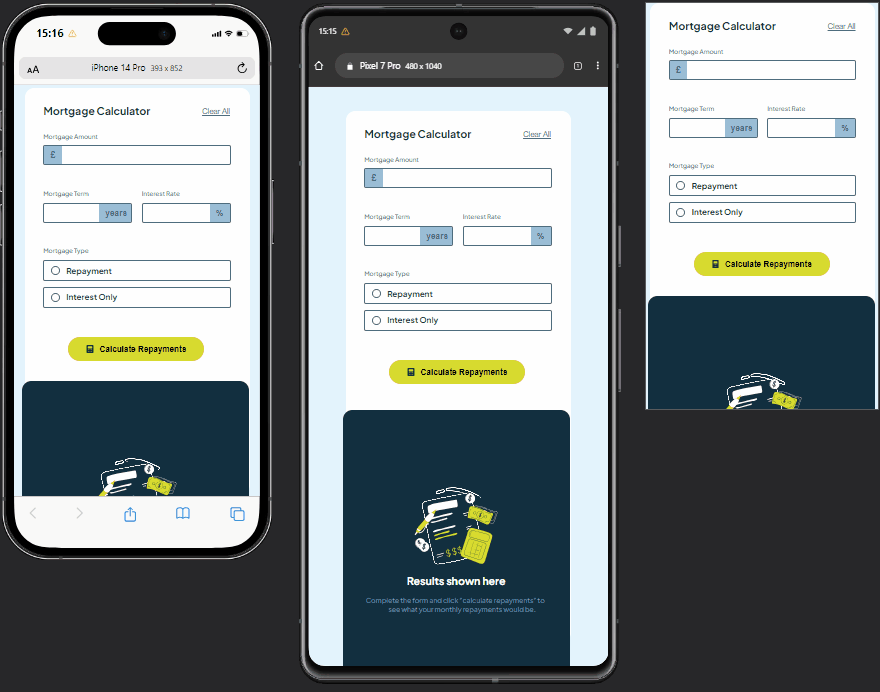 15:16
AA
iPhone 14 Pro 393 x 852
Mortgage Calculator
Clear All
Mortgage Amount
£
Mortgage Term
Interest Rate
years
%
Mortgage Type
Repayment
Interest Only
Calculate Repayments
15:15
Pixel 7 Pro 480 x 1040
Mortgage Calculator
Clear All
Mortgage Amount
£
Mortgage Term
Interest Rate
years
%
Mortgage Type
Repayment
Interest Only
Calculate Repayments
$$$
Results shown here
Complete the form and click "calculate repayments" to
see what your monthly repayments would be.
Mortgage Calculator
Clear All
Mortgage Amount
£
Mortgage Term
Interest Rate
years
%
Mortgage Type
Repayment
Interest Only
Calculate Repayments